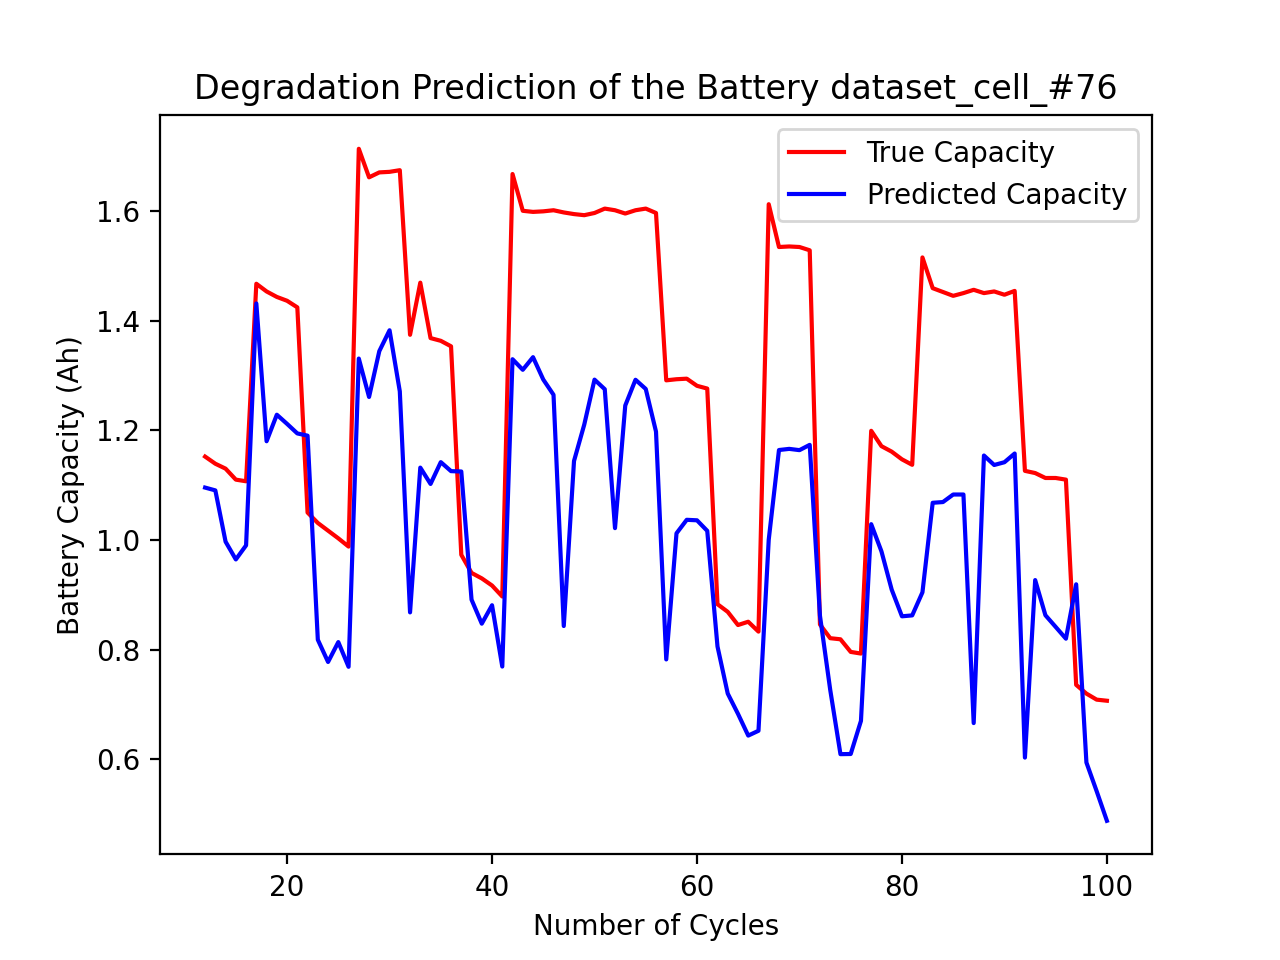 Degradation Prediction of the Battery dataset_cell_#76
True Capacity
Predicted Capacity
Battery Capacity (Ah)
1.6
1.4
1.2
1.0
0.8
0.6
20 40 60 80 100
Number of Cycles